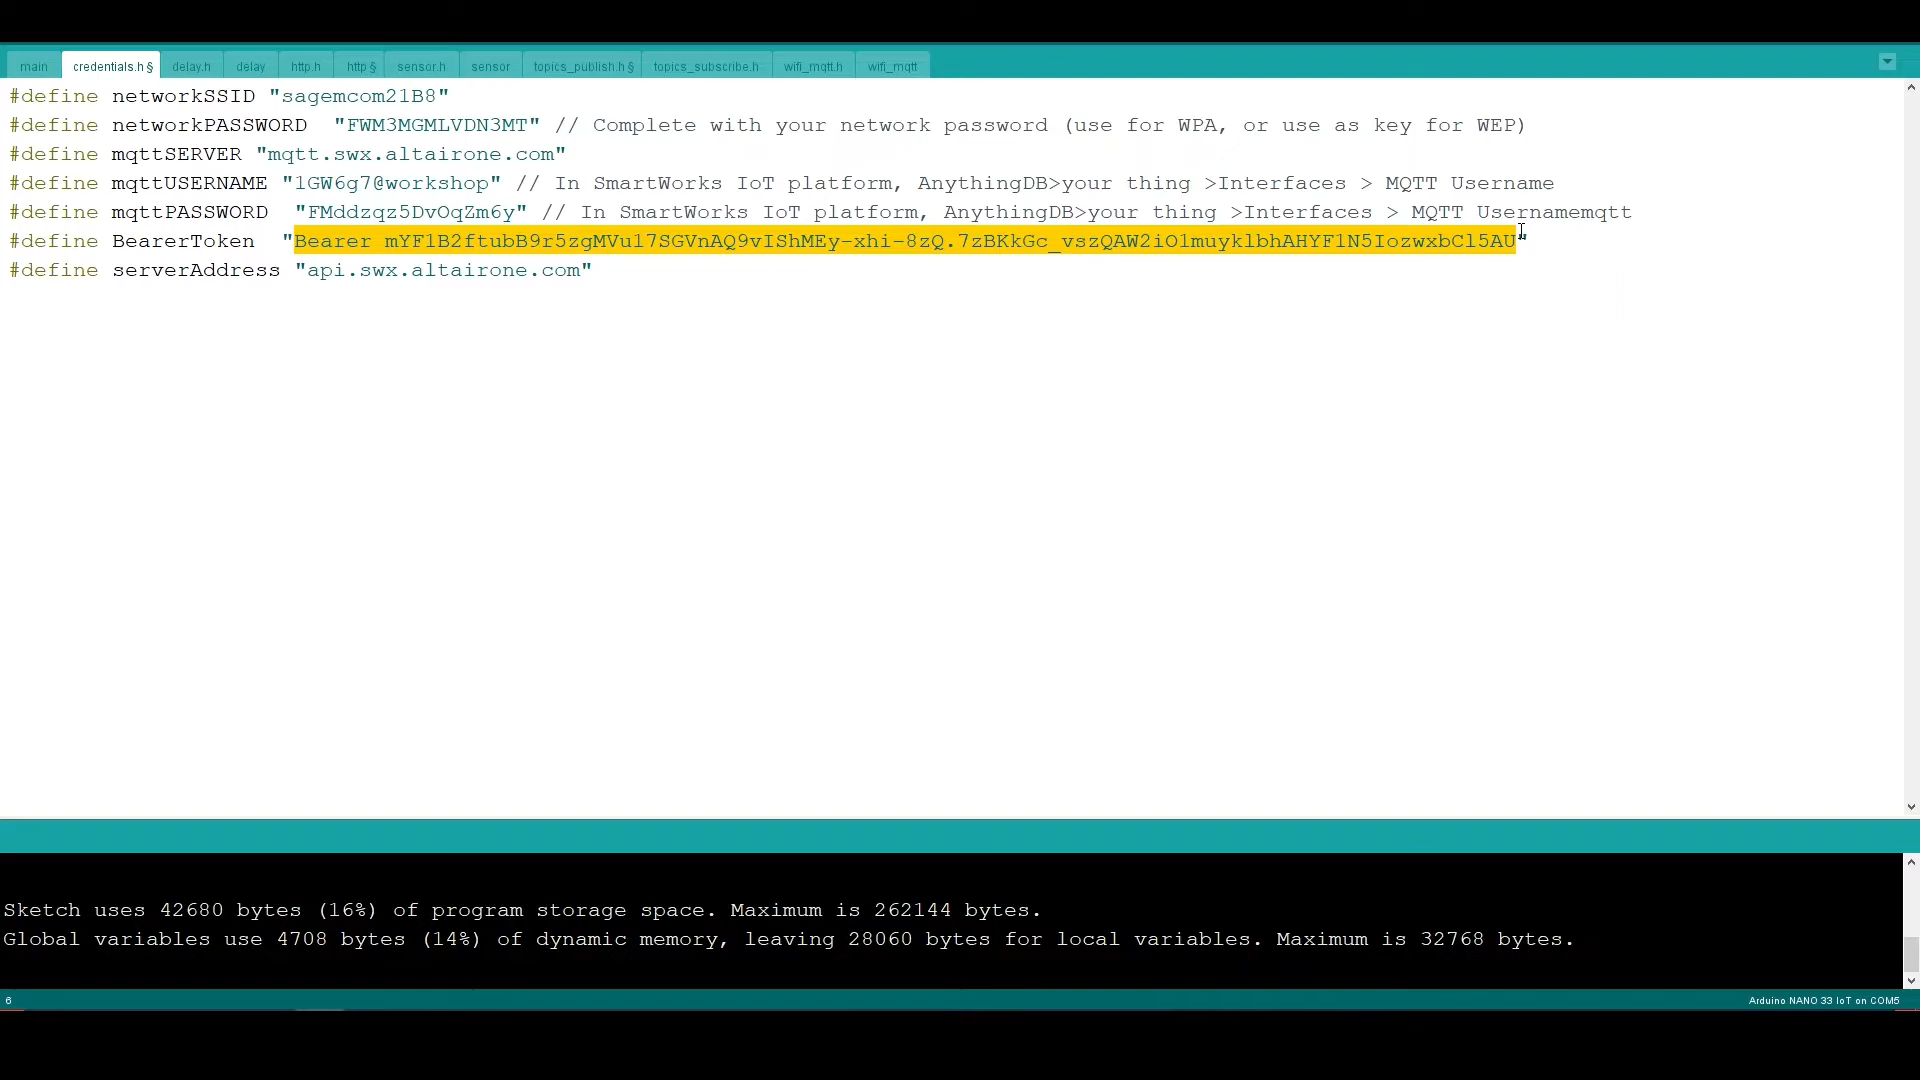 main credentials.h § delay.h delay http.h http § sensor.h sensor topics_publish.h § topics_subscribe.h wifi_mqtt.h wifi_mqtt
#define networkSSID "sagemcom21B8"
#define networkPASSWORD "FWM3MGMLVDN3MT" // Complete with your network password (use for WPA, or use as key for WEP)
#define mqttSERVER "mqtt.swx.altairone.com"
#define mqttUSERNAME "1GW6g7@workshop" // In SmartWorks IoT platform, AnythingDB>your thing >Interfaces > MQTT Username
#define mqttPASSWORD "FMddzqz5DvOqZm6y" // In SmartWorks IoT platform, AnythingDB>your thing >Interfaces > MQTT Usernamemqtt
#define BearerToken "Bearer mYF1B2ftubB9r5zgMVu17SGVnAQ9vIShMEy-xhi-8zQ.7zBKkGc_vszQAW2iO1muyklbhAHYF1N5IozwxbCl5AU"
#define serverAddress "api.swx.altairone.com"
Sketch uses 42680 bytes (16%) of program storage space. Maximum is 262144 bytes.
Global variables use 4708 bytes (14%) of dynamic memory, leaving 28060 bytes for local variables. Maximum is 32768 bytes.
6 Arduino NANO 33 IoT on COM5